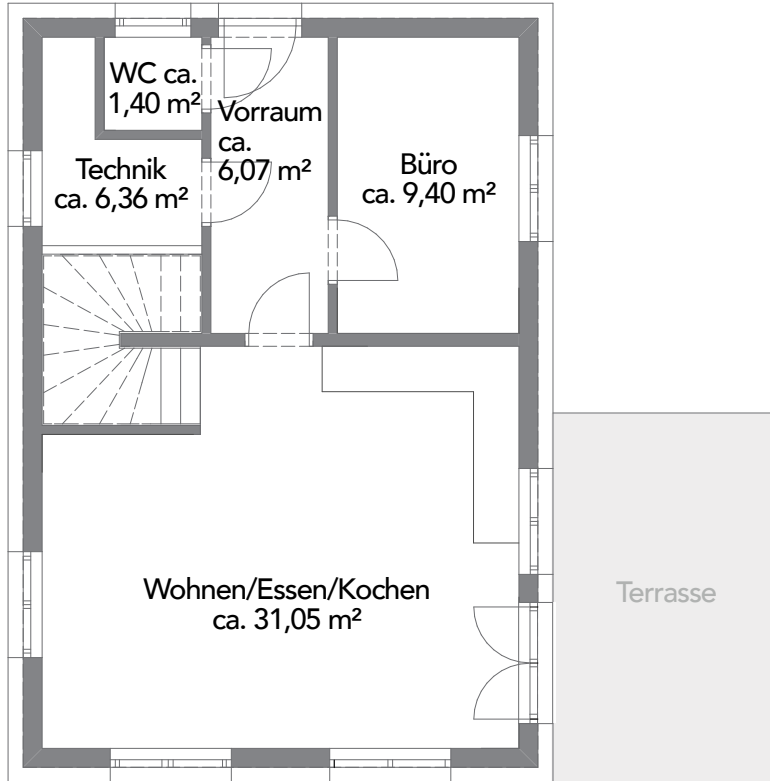 WC ca.
1,40 m²
Vorraum
ca.
6,07 m²
Technik
ca. 6,36 m²
Büro
ca. 9,40 m²
Wohnen/Essen/Kochen
ca. 31,05 m²
Terrasse